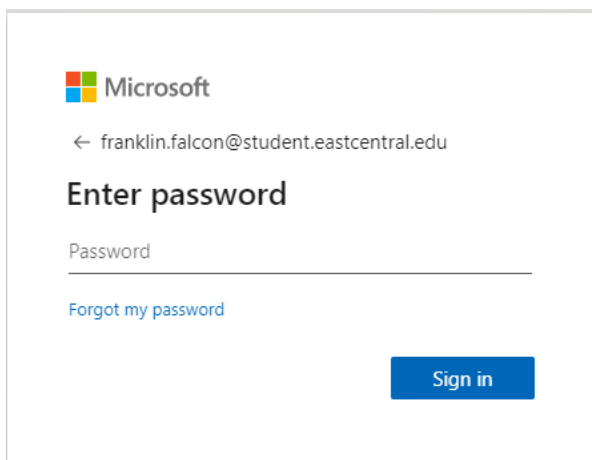 Microsoft
← franklin.falcon@student.eastcentral.edu
Enter password
Password
Forgot my password
Sign in